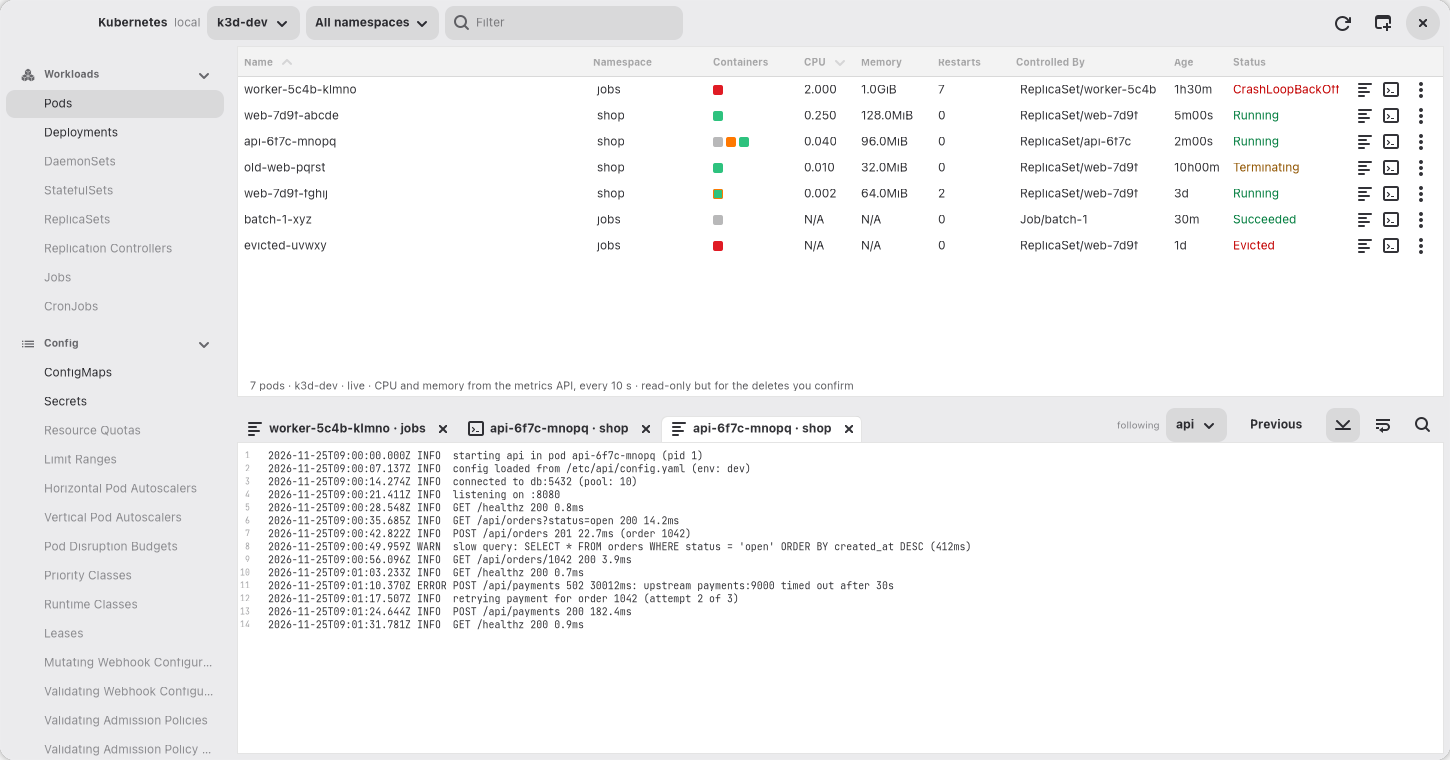 Kubernetes local k3d-dev All namespaces Filter
Workloads
Pods
Deployments
DaemonSets
StatefulSets
ReplicaSets
Replication Controllers
Jobs
CronJobs
Config
ConfigMaps
Secrets
Resource Quotas
Limit Ranges
Horizontal Pod Autoscalers
Vertical Pod Autoscalers
Pod Disruption Budgets
Priority Classes
Runtime Classes
Leases
Mutating Webhook Configur...
Validating Webhook Configu...
Validating Admission Policies
Validating Admission Policy ...
Name Namespace Containers CPU Memory Restarts Controlled By Age Status
worker-5c4b-klmno jobs 2.000 1.0GiB 7 ReplicaSet/worker-5c4b 1h30m CrashLoopBackOff
web-7d9f-abcde shop 0.250 128.0MiB 0 ReplicaSet/web-7d9f 5m00s Running
api-6f7c-mnopq shop 0.040 96.0MiB 0 ReplicaSet/api-6f7c 2m00s Running
old-web-pqrst shop 0.010 32.0MiB 0 ReplicaSet/web-7d9f 10h00m Terminating
web-7d9f-fghij shop 0.002 64.0MiB 2 ReplicaSet/web-7d9f 3d Running
batch-1-xyz jobs N/A N/A 0 Job/batch-1 30m Succeeded
evicted-uvwxy jobs N/A N/A 0 ReplicaSet/web-7d9f 1d Evicted
7 pods · k3d-dev · live · CPU and memory from the metrics API, every 10 s · read-only but for the deletes you confirm
worker-5c4b-klmno · jobs api-6f7c-mnopq · shop api-6f7c-mnopq · shop following api Previous
1 2026-11-25T09:00:00.000Z INFO starting api in pod api-6f7c-mnopq (pid 1)
2 2026-11-25T09:00:07.137Z INFO config loaded from /etc/api/config.yaml (env: dev)
3 2026-11-25T09:00:14.274Z INFO connected to db:5432 (pool: 10)
4 2026-11-25T09:00:21.411Z INFO listening on :8080
5 2026-11-25T09:00:28.548Z INFO GET /healthz 200 0.8ms
6 2026-11-25T09:00:35.685Z INFO GET /api/orders?status=open 200 14.2ms
7 2026-11-25T09:00:42.822Z INFO POST /api/orders 201 22.7ms (order 1042)
8 2026-11-25T09:00:49.959Z WARN slow query: SELECT * FROM orders WHERE status = 'open' ORDER BY created_at DESC (412ms)
9 2026-11-25T09:00:56.096Z INFO GET /api/orders/1042 200 3.9ms
10 2026-11-25T09:01:03.233Z INFO GET /healthz 200 0.7ms
11 2026-11-25T09:01:10.370Z ERROR POST /api/payments 502 30012ms: upstream payments:9000 timed out after 30s
12 2026-11-25T09:01:17.507Z INFO retrying payment for order 1042 (attempt 2 of 3)
13 2026-11-25T09:01:24.644Z INFO POST /api/payments 200 182.4ms
14 2026-11-25T09:01:31.781Z INFO GET /healthz 200 0.9ms